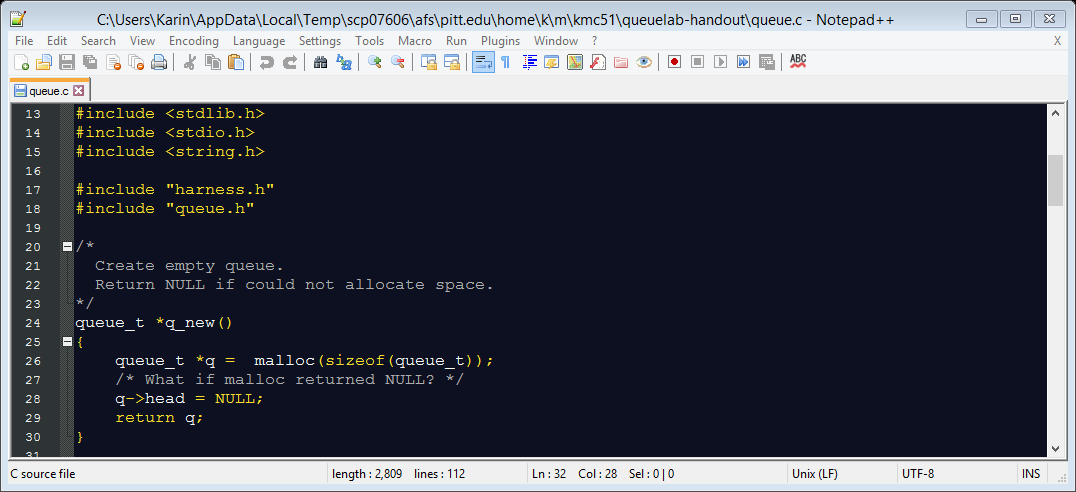 C:\Users\Karin\AppData\Local\Temp\scp07606\afs\pitt.edu\home\k\m\kmc51\queuelab-handout\queue.c - Notepad++
File Edit Search View Encoding Language Settings Tools Macro Run Plugins Window ? X
ABC
queue.c
13 #include <stdlib.h>
14 #include <stdio.h>
15 #include <string.h>
16
17 #include "harness.h"
18 #include "queue.h"
19
20 /*
21   Create empty queue.
22   Return NULL if could not allocate space.
23 */
24 queue_t *q_new()
25 {
26     queue_t *q =  malloc(sizeof(queue_t));
27     /* What if malloc returned NULL? */
28     q->head = NULL;
29     return q;
30 }
31
C source file length : 2,809 lines : 112 Ln : 32 Col : 28 Sel : 0 | 0 Unix (LF) UTF-8 INS